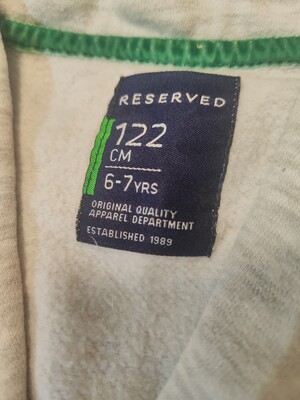 RESERVED
122
CM
6-7YRS
ORIGINAL QUALITY
APPAREL DEPARTMENT
ESTABLISHED 1989